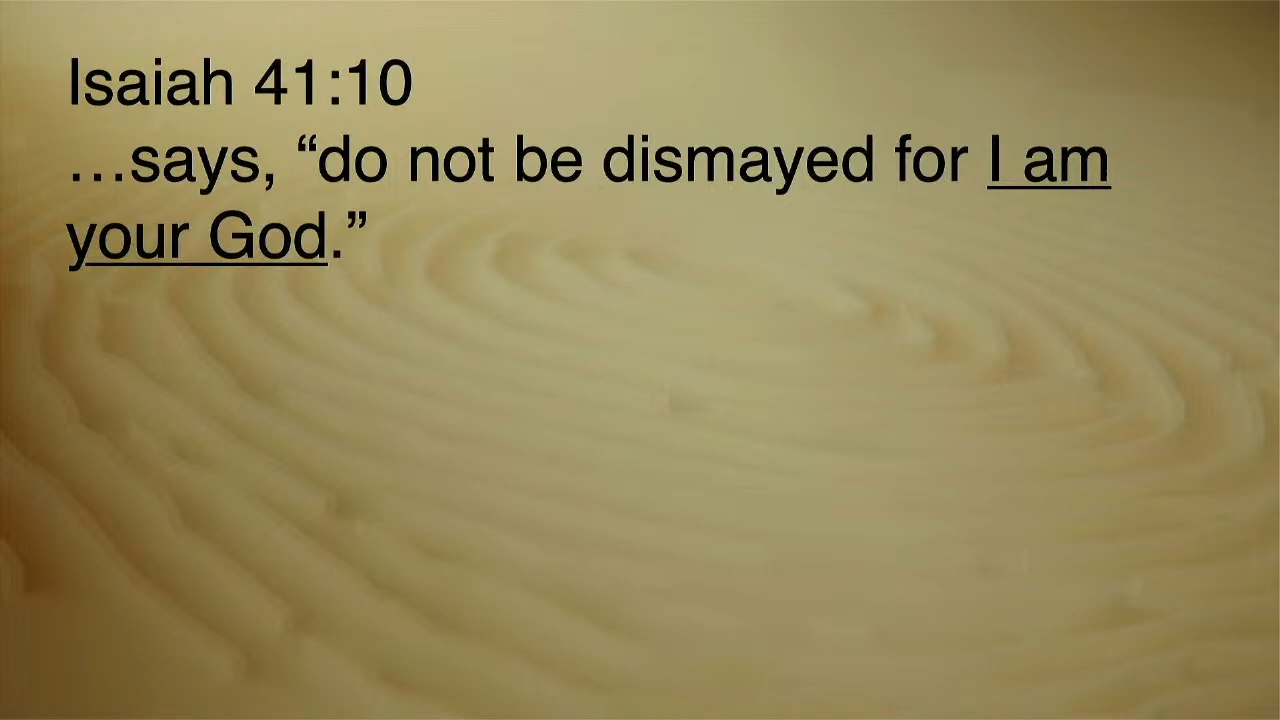 Isaiah 41:10
…says, “do not be dismayed for I am
your God.”